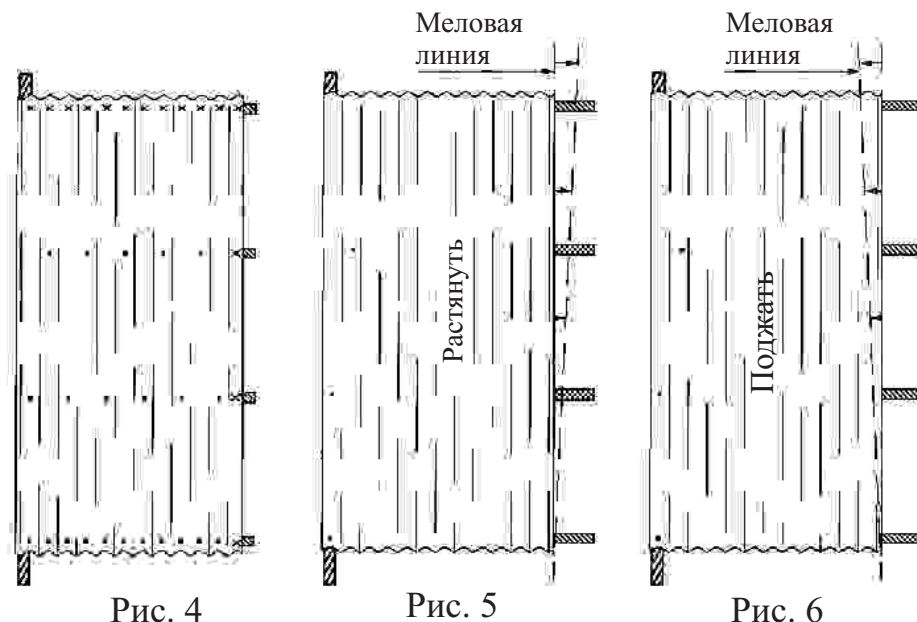 Меловая
линия
Меловая
линия
Растянуть
Поджать
Рис. 4
Рис. 5
Рис. 6